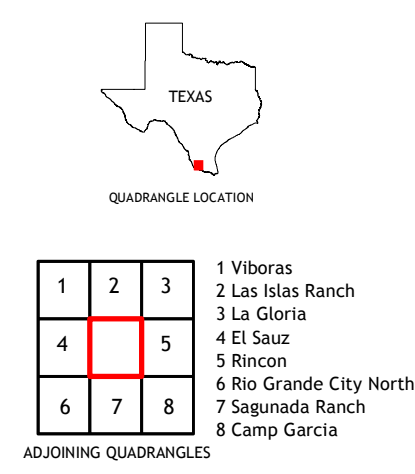 TEXAS
QUADRANGLE LOCATION
1 2 3
4 5
6 7 8
ADJOINING QUADRANGLES
1 Viboras
2 Las Islas Ranch
3 La Gloria
4 El Sauz
5 Rincon
6 Rio Grande City North
7 Sagunada Ranch
8 Camp Garcia